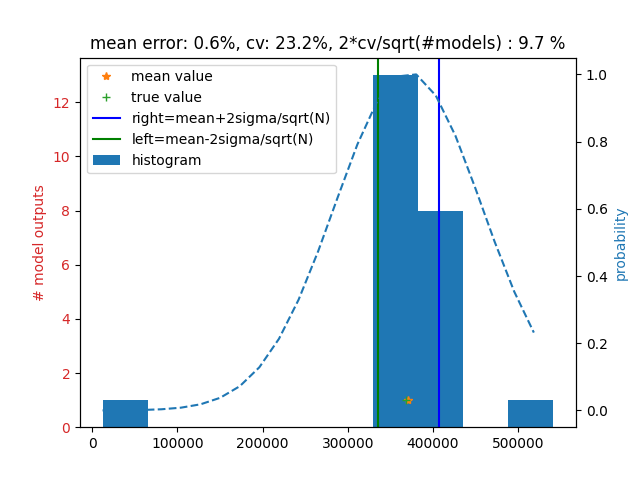 mean error: 0.6%, cv: 23.2%, 2*cv/sqrt(#models) : 9.7 %
mean value
true value
right=mean+2sigma/sqrt(N)
left=mean-2sigma/sqrt(N)
histogram
# model outputs
12
10
8
6
4
2
0
0
100000
200000
300000
400000
500000
1.0
0.8
0.6
0.4
0.2
0.0
probability